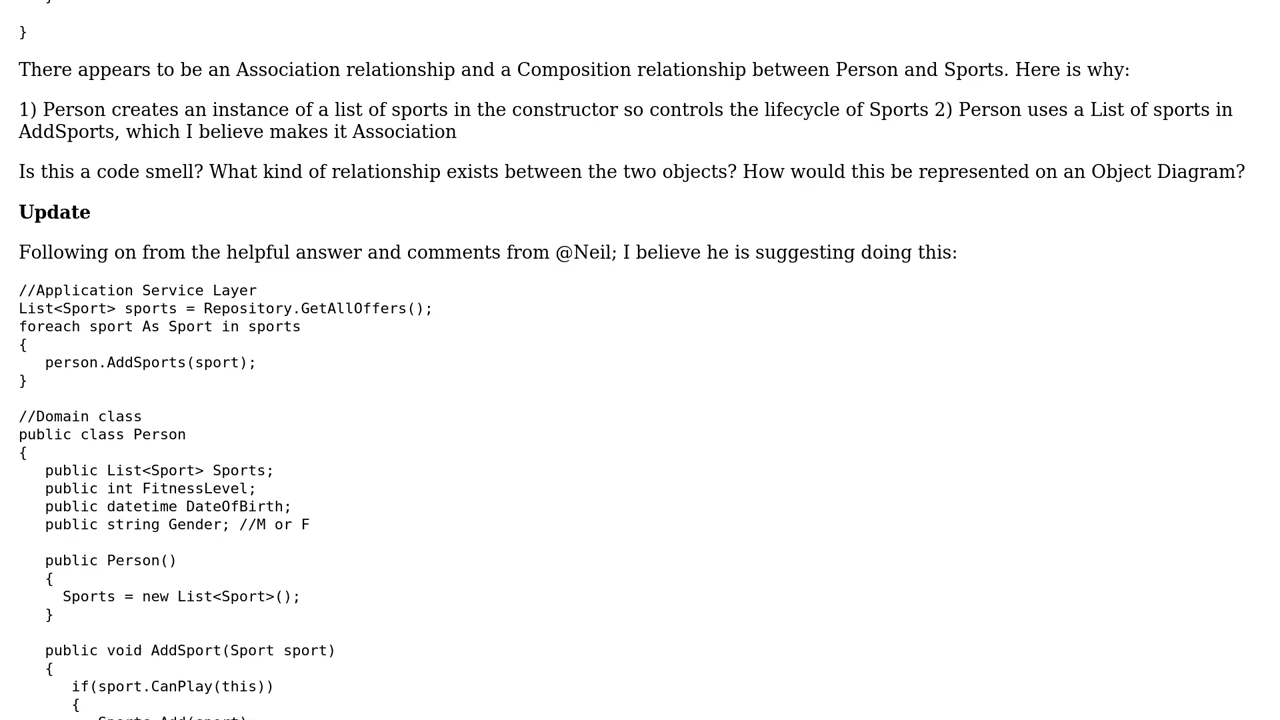 }
There appears to be an Association relationship and a Composition relationship between Person and Sports. Here is why:
1) Person creates an instance of a list of sports in the constructor so controls the lifecycle of Sports 2) Person uses a List of sports in
AddSports, which I believe makes it Association
Is this a code smell? What kind of relationship exists between the two objects? How would this be represented on an Object Diagram?
Update
Following on from the helpful answer and comments from @Neil; I believe he is suggesting doing this:
//Application Service Layer
List<Sport> sports = Repository.GetAllOffers();
foreach sport As Sport in sports
{
   person.AddSports(sport);
}
//Domain class
public class Person
{
   public List<Sport> Sports;
   public int FitnessLevel;
   public datetime DateOfBirth;
   public string Gender; //M or F
   public Person()
   {
     Sports = new List<Sport>();
   }
   public void AddSport(Sport sport)
   {
      if(sport.CanPlay(this))
      {
         Sports.Add(sport);